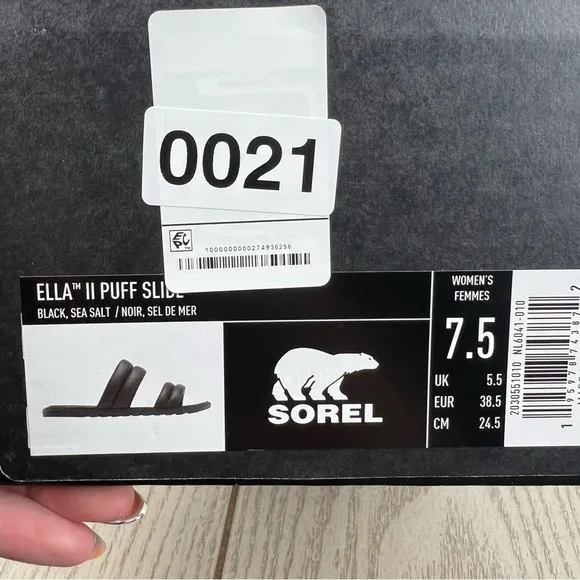 0021
EPC™
1000000000274936256
ELLA™ II PUFF SLIDE
BLACK, SEA SALT / NOIR, SEL DE MER
SOREL
WOMEN'S
FEMMES
7.5
UK 5.5
EUR 38.5
CM 24.5
2030551010 NL6041-010